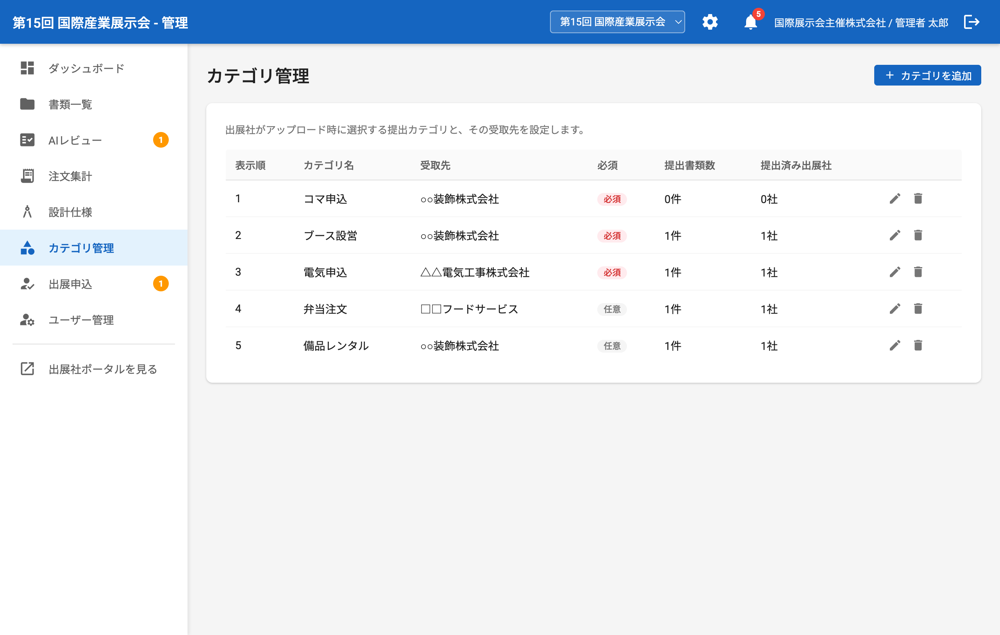 第15回 国際産業展示会 - 管理
第15回 国際産業展示会
5
国際展示会主催株式会社 / 管理者 太郎
ダッシュボード
書類一覧
AIレビュー 1
注文集計
設計仕様
カテゴリ管理
出展申込 1
ユーザー管理
出展社ポータルを見る
カテゴリ管理
+ カテゴリを追加
出展社がアップロード時に選択する提出カテゴリと、その受取先を設定します。
表示順 カテゴリ名 受取先 必須 提出書類数 提出済み出展社
1 コマ申込 ○○装飾株式会社 必須 0件 0社
2 ブース設営 ○○装飾株式会社 必須 1件 1社
3 電気申込 △△電気工事株式会社 必須 1件 1社
4 弁当注文 □□フードサービス 任意 1件 1社
5 備品レンタル ○○装飾株式会社 任意 1件 1社